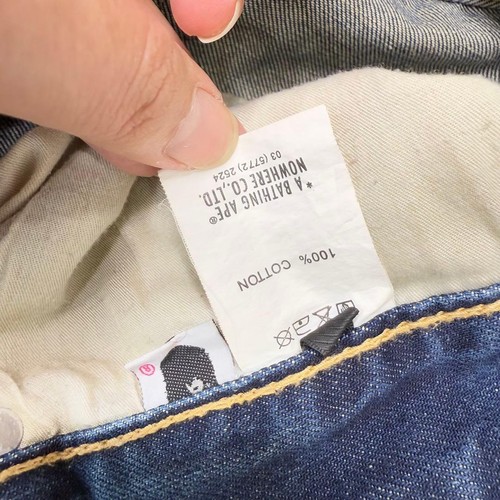 100% COTTON
*A BATHING APE®
NOWHERE CO.,LTD.
03 (5772) 2524
®